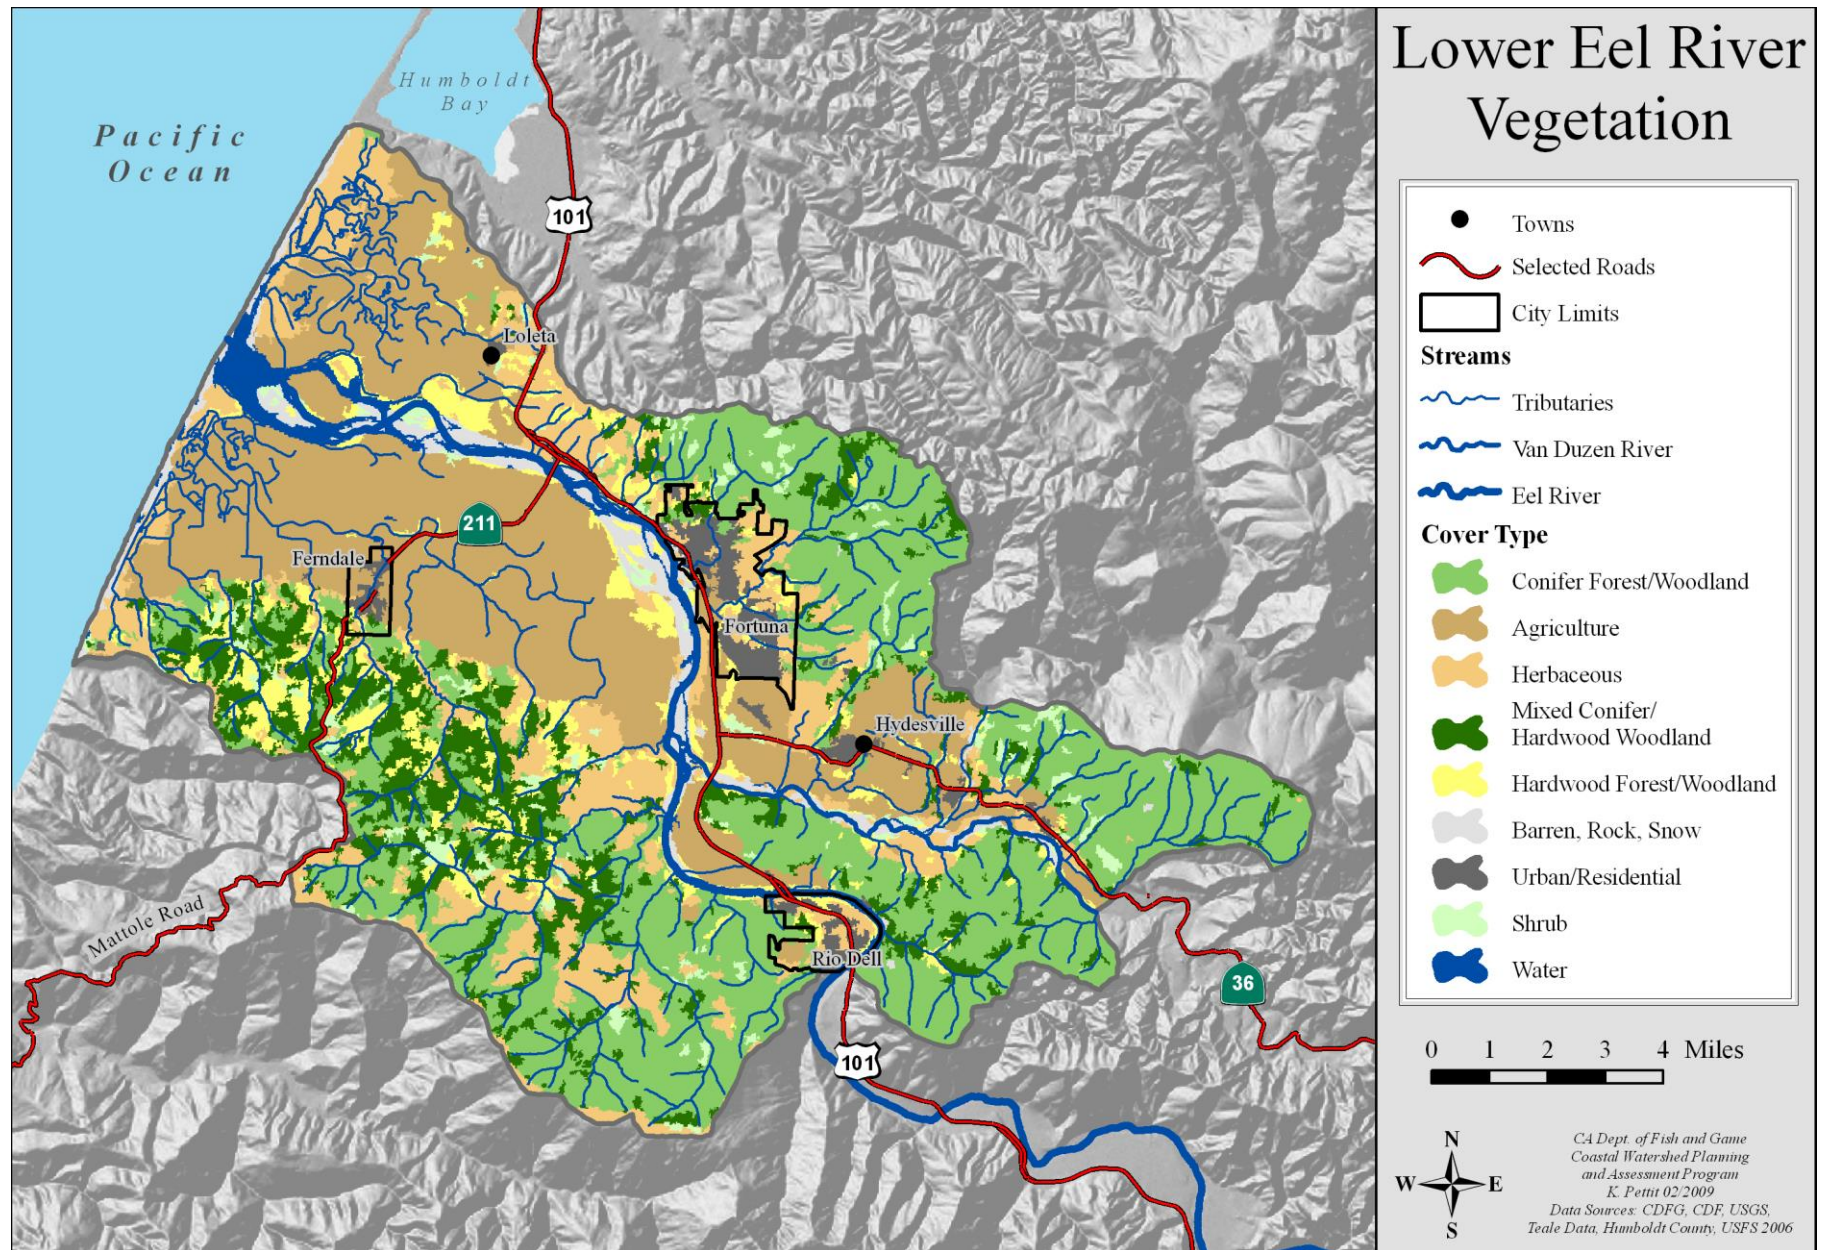 Lower Eel River
Vegetation
Pacific
Ocean
Humboldt
Bay
101
Loleta
211
Ferndale
Fortuna
Hydesville
Mattole Road
Rio Dell
36
101
Towns
Selected Roads
City Limits
Streams
Tributaries
Van Duzen River
Eel River
Cover Type
Conifer Forest/Woodland
Agriculture
Herbaceous
Mixed Conifer/
Hardwood Woodland
Hardwood Forest/Woodland
Barren, Rock, Snow
Urban/Residential
Shrub
Water
0 1 2 3 4 Miles
N
W E
S
CA Dept. of Fish and Game
Coastal Watershed Planning
and Assessment Program
K. Pettit 02/2009
Data Sources: CDFG, CDF, USGS,
Teale Data, Humboldt County, USFS 2006